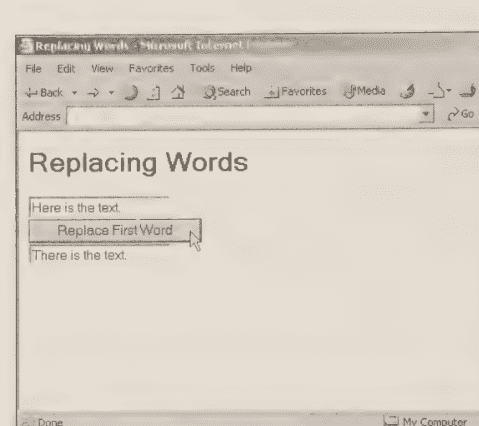 Replacing Words - Microsoft Internet
File Edit View Favorites Tools Help
Back Search Favorites Media
Address Go
Replacing Words
Here is the text.
Replace First Word
There is the text.
Done My Computer